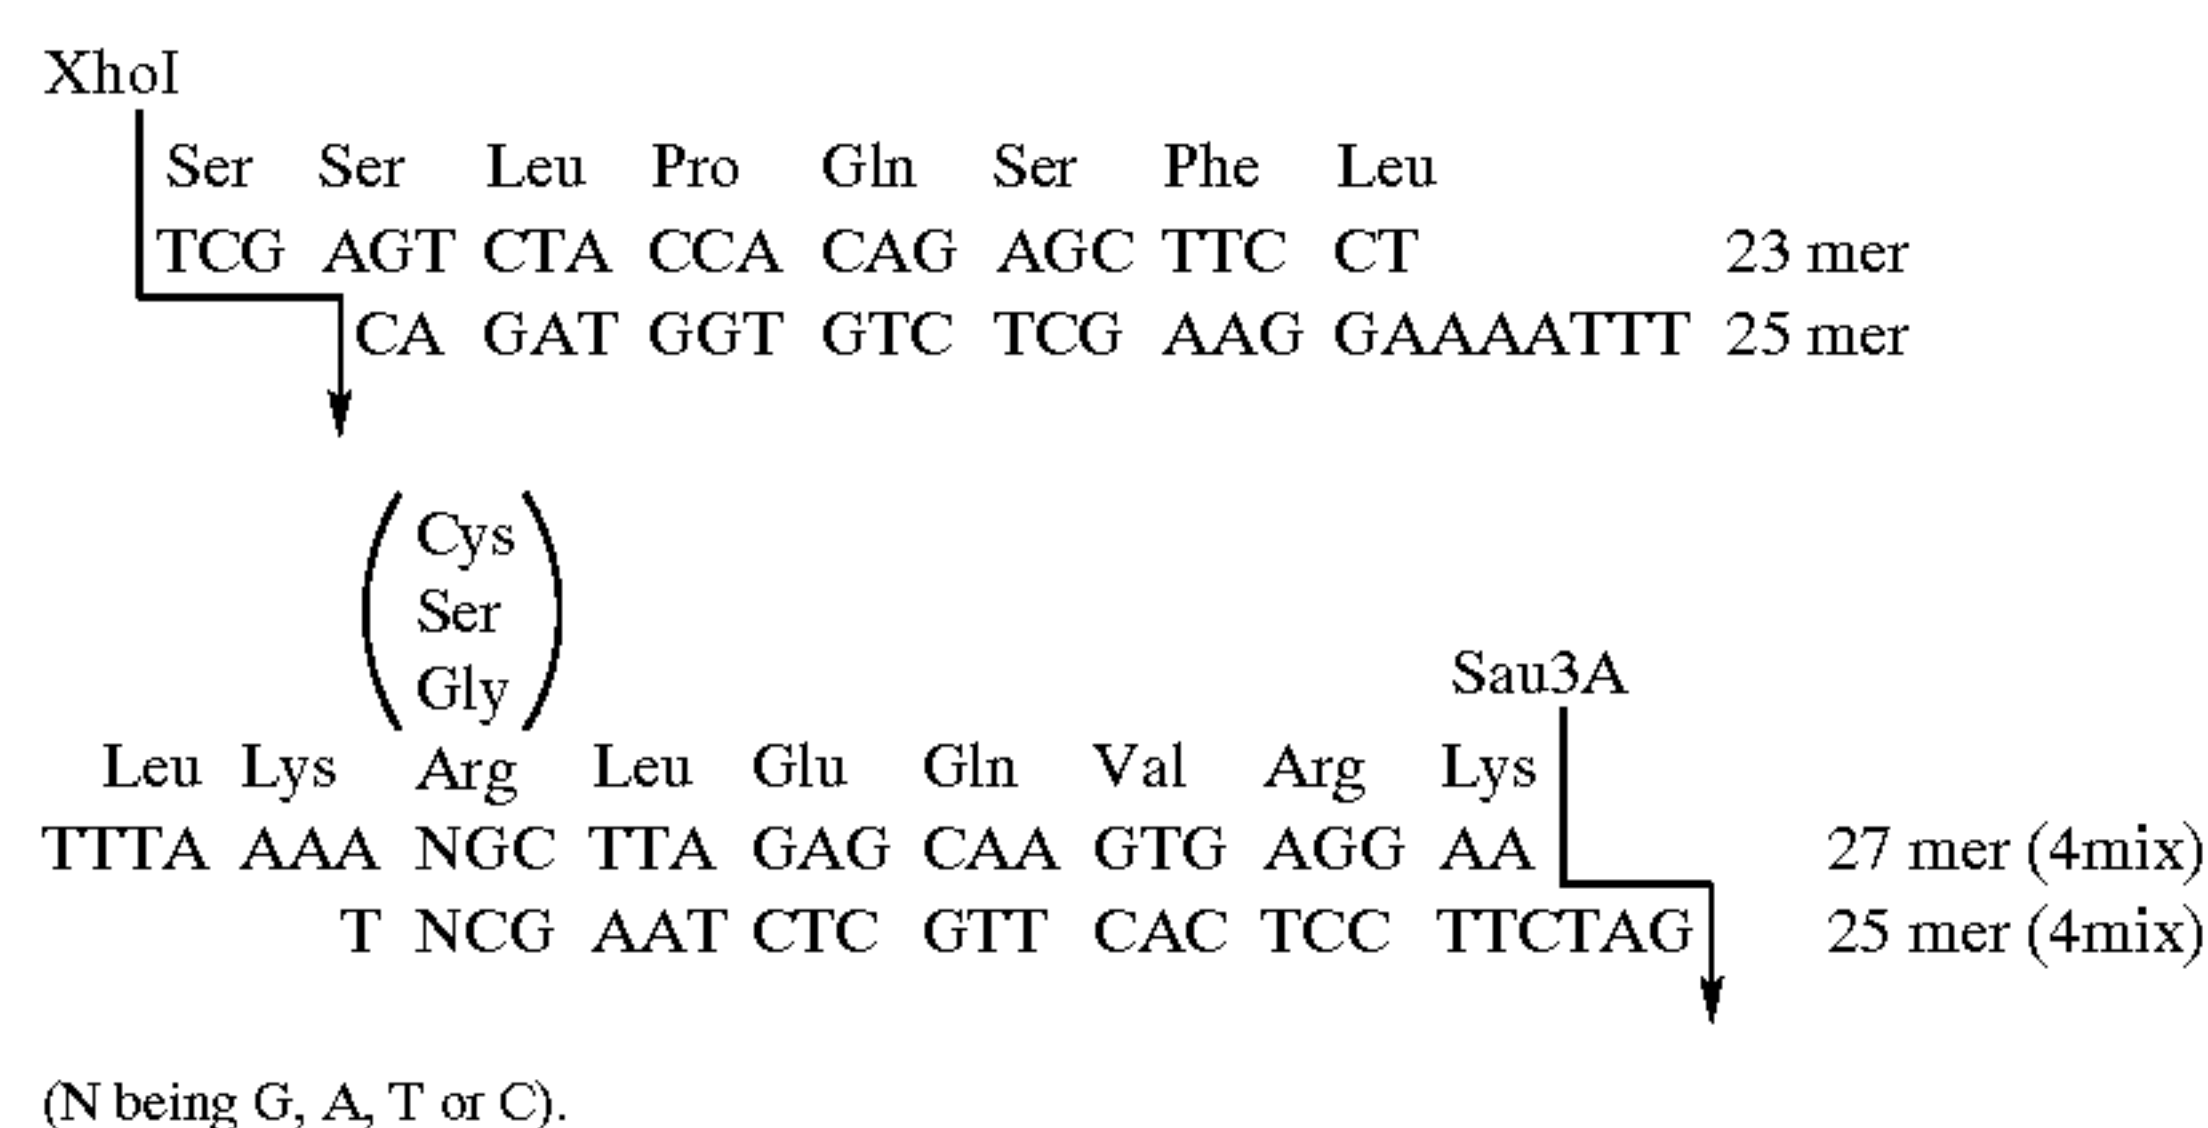 XhoI
Ser Ser Leu Pro Gln Ser Phe Leu
TCG AGT CTA CCA CAG AGC TTC CT 23 mer
CA GAT GGT GTC TCG AAG GAAAATTT 25 mer
Cys
Ser
Gly
Sau3A
Leu Lys Arg Leu Glu Gln Val Arg Lys
TTTA AAA NGC TTA GAG CAA GTG AGG AA 27 mer (4mix)
T NCG AAT CTC GTT CAC TCC TTCTAG 25 mer (4mix)
(N being G, A, T or C).